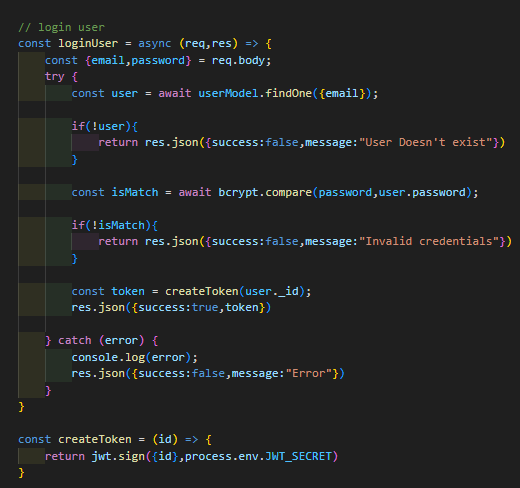 // login user
const loginUser = async (req,res) => {
const {email,password} = req.body;
try {
const user = await userModel.findOne({email});
if(!user){
return res.json({success:false,message:"User Doesn't exist"})
}
const isMatch = await bcrypt.compare(password,user.password);
if(!isMatch){
return res.json({success:false,message:"Invalid credentials"})
}
const token = createToken(user._id);
res.json({success:true,token})
} catch (error) {
console.log(error);
res.json({success:false,message:"Error"})
}
}
const createToken = (id) => {
return jwt.sign({id},process.env.JWT_SECRET)
}